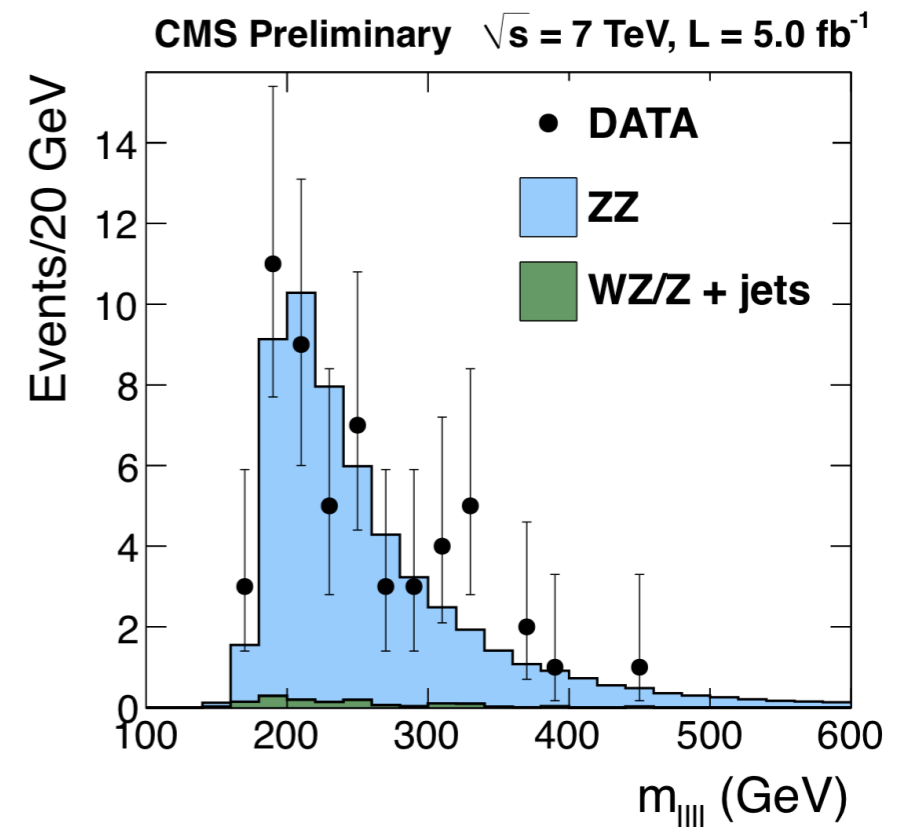 CMS Preliminary √s = 7 TeV, L = 5.0 fb⁻¹
Events/20 GeV
14
12
10
8
6
4
2
0
DATA
ZZ
WZ/Z + jets
100 200 300 400 500 600
m_llll (GeV)